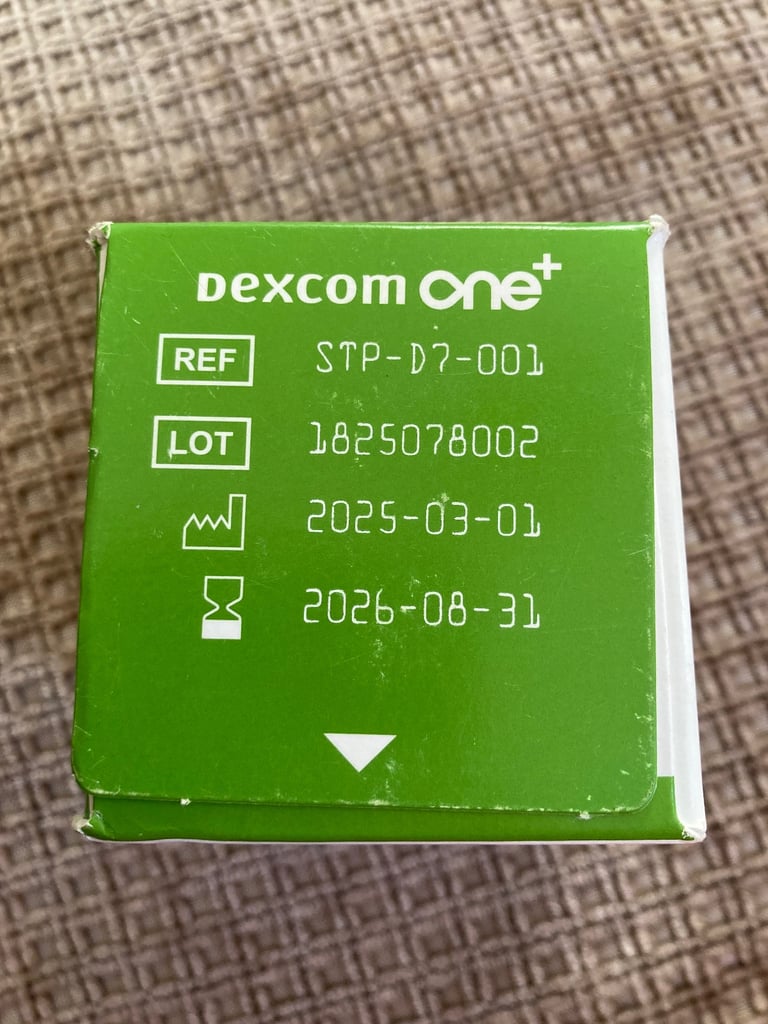 Dexcom one+
REF STP-D7-001
LOT 1825078002
2025-03-01
2026-08-31